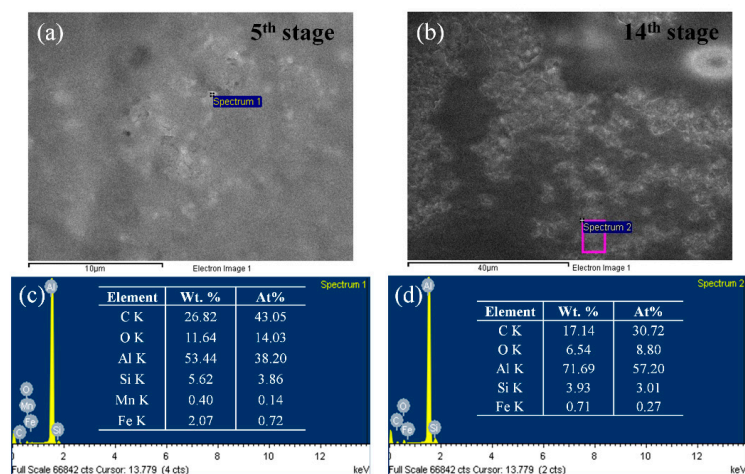 (a) 5th stage
Spectrum 1
10μm Electron Image 1
(b) 14th stage
Spectrum 2
40μm Electron Image 1
(c) Spectrum 1
Al
Element Wt. % At%
C K 26.82 43.05
O K 11.64 14.03
Al K 53.44 38.20
Si K 5.62 3.86
Mn K 0.40 0.14
Fe K 2.07 0.72
O
Mn
Fe
C
Si
0 2 4 6 8 10 12
Full Scale 66842 cts Cursor: 13.779 (4 cts) keV
(d) Spectrum 2
Al
Element Wt. % At%
C K 17.14 30.72
O K 6.54 8.80
Al K 71.69 57.20
Si K 3.93 3.01
Fe K 0.71 0.27
O
C
Fe
Si
0 2 4 6 8 10 12 14
Full Scale 66842 cts Cursor: 13.779 (2 cts) keV